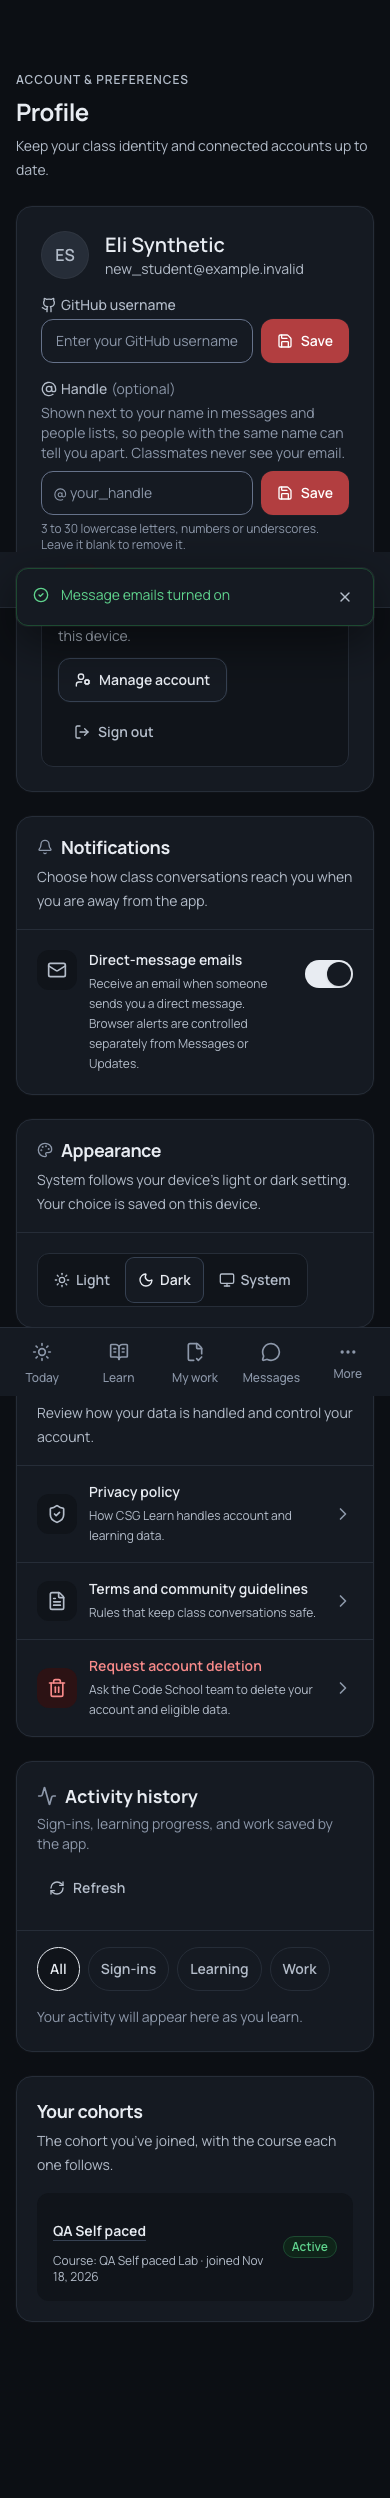 ACCOUNT & PREFERENCES
Profile
Keep your class identity and connected accounts up to
date.
ES
Eli Synthetic
new_student@example.invalid
GitHub username
Enter your GitHub username
Save
Handle (optional)
Shown next to your name in messages and
people lists, so people with the same name can
tell you apart. Classmates never see your email.
@ your_handle
Save
3 to 30 lowercase letters, numbers or underscores.
Leave it blank to remove it.
Message emails turned on
this device.
Manage account
Sign out
Notifications
Choose how class conversations reach you when
you are away from the app.
Direct-message emails
Receive an email when someone
sends you a direct message.
Browser alerts are controlled
separately from Messages or
Updates.
Appearance
System follows your device's light or dark setting.
Your choice is saved on this device.
Light
Dark
System
Today
Learn
My work
Messages
More
Review how your data is handled and control your
account.
Privacy policy
How CSG Learn handles account and
learning data.
Terms and community guidelines
Rules that keep class conversations safe.
Request account deletion
Ask the Code School team to delete your
account and eligible data.
Activity history
Sign-ins, learning progress, and work saved by
the app.
Refresh
All
Sign-ins
Learning
Work
Your activity will appear here as you learn.
Your cohorts
The cohort you've joined, with the course each
one follows.
QA Self paced
Course: QA Self paced Lab · joined Nov
18, 2026
Active